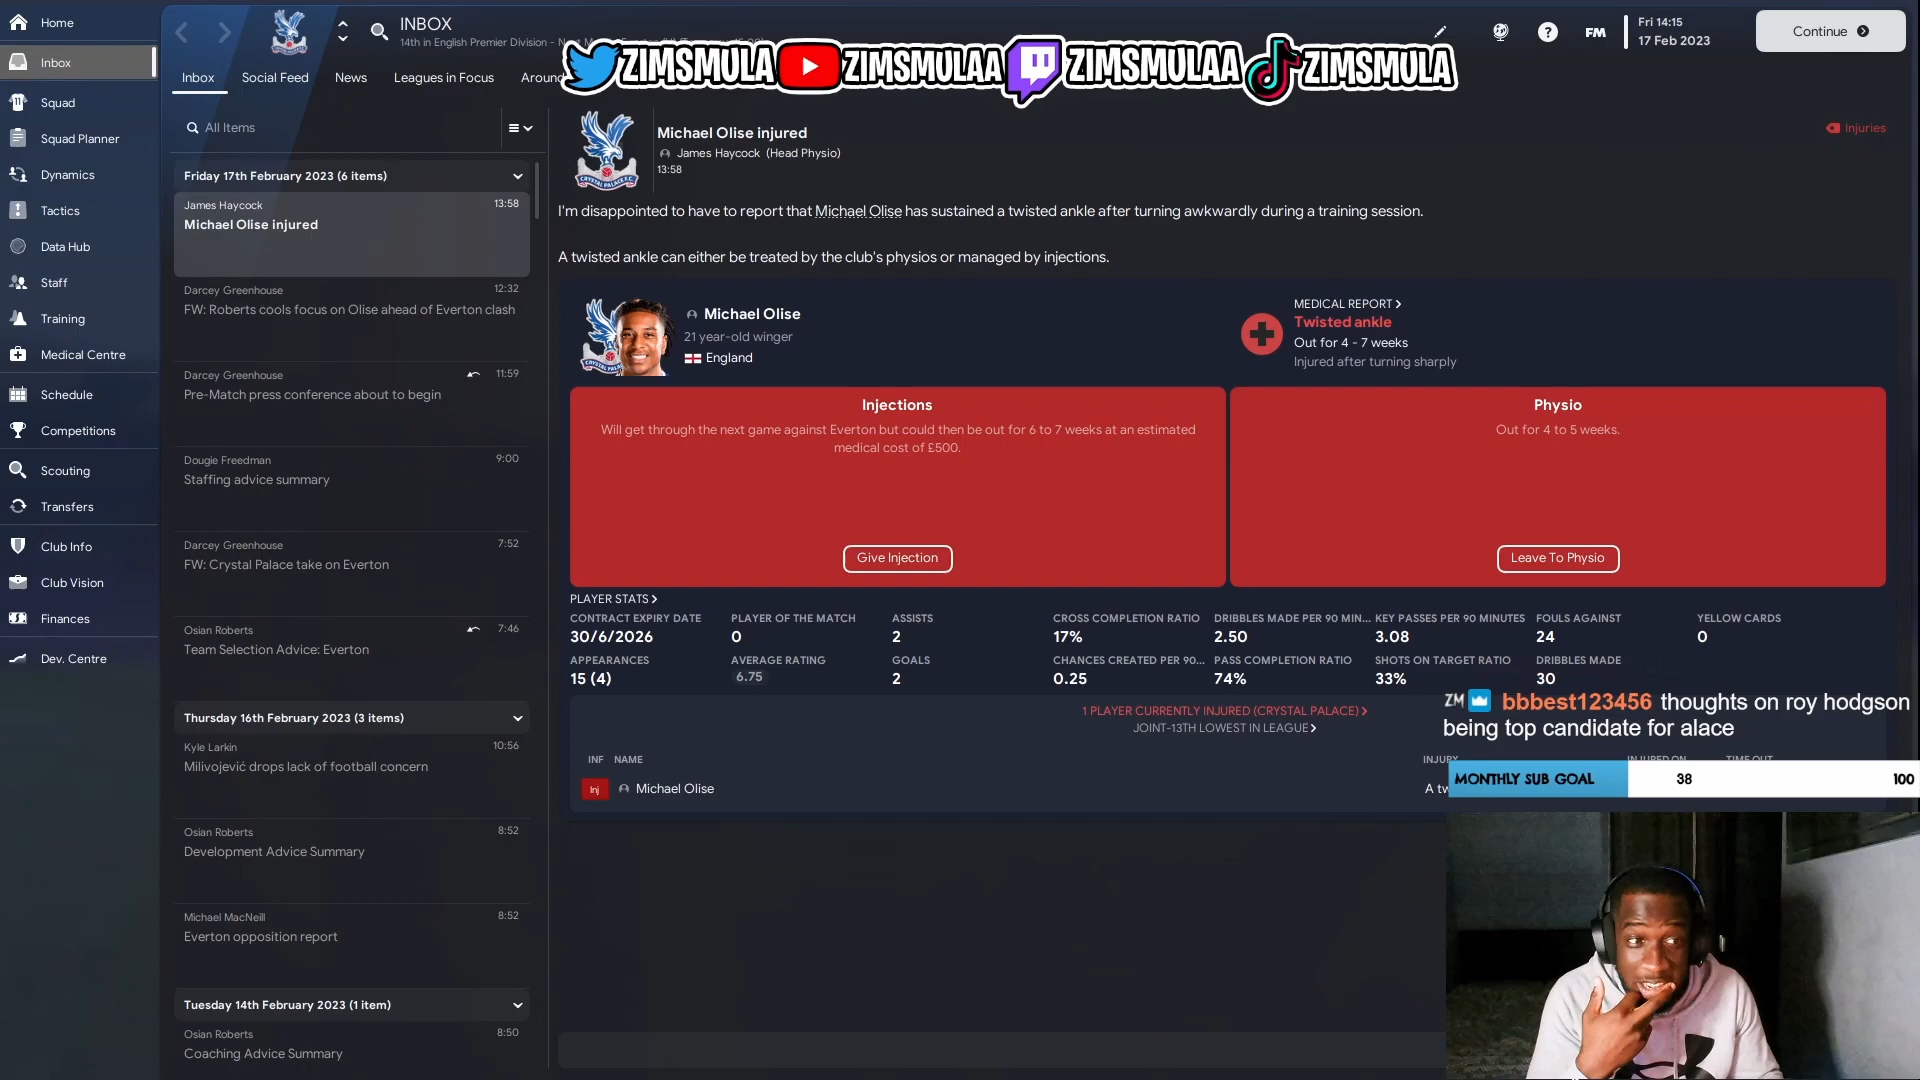 Home
Inbox
Squad
Squad Planner
Dynamics
Tactics
Data Hub
Staff
Training
Medical Centre
Schedule
Competitions
Scouting
Transfers
Club Info
Club Vision
Finances
Dev. Centre
INBOX
14th in English Premier Division -
FM
Fri 14:15
17 Feb 2023
Continue
Inbox
Social Feed
News
Leagues in Focus
Around
ZIMSMULA
ZIMSMULAA
ZIMSMULAA
ZIMSMULA
All Items
Friday 17th February 2023 (6 items)
James Haycock 13:58
Michael Olise injured
Darcey Greenhouse 12:32
FW: Roberts cools focus on Olise ahead of Everton clash
Darcey Greenhouse 11:59
Pre-Match press conference about to begin
Dougie Freedman 9:00
Staffing advice summary
Darcey Greenhouse 7:52
FW: Crystal Palace take on Everton
Osian Roberts 7:46
Team Selection Advice: Everton
Thursday 16th February 2023 (3 items)
Kyle Larkin 10:56
Milivojević drops lack of football concern
Osian Roberts 8:52
Development Advice Summary
Michael MacNeill 8:52
Everton opposition report
Tuesday 14th February 2023 (1 item)
Osian Roberts 8:50
Coaching Advice Summary
CRYSTAL PALACE F.C.
Michael Olise injured
James Haycock (Head Physio)
13:58
Injuries
I'm disappointed to have to report that Michael Olise has sustained a twisted ankle after turning awkwardly during a training session.
A twisted ankle can either be treated by the club's physios or managed by injections.
Michael Olise
21 year-old winger
England
MEDICAL REPORT
Twisted ankle
Out for 4 - 7 weeks
Injured after turning sharply
Injections
Will get through the next game against Everton but could then be out for 6 to 7 weeks at an estimated
medical cost of £500.
Give Injection
Physio
Out for 4 to 5 weeks.
Leave To Physio
PLAYER STATS
CONTRACT EXPIRY DATE PLAYER OF THE MATCH ASSISTS CROSS COMPLETION RATIO DRIBBLES MADE PER 90 MIN... KEY PASSES PER 90 MINUTES FOULS AGAINST YELLOW CARDS
30/6/2026 0 2 17% 2.50 3.08 24 0
APPEARANCES AVERAGE RATING GOALS CHANCES CREATED PER 90... PASS COMPLETION RATIO SHOTS ON TARGET RATIO DRIBBLES MADE
15 (4) 6.75 2 0.25 74% 33% 30
1 PLAYER CURRENTLY INJURED (CRYSTAL PALACE)
JOINT-13TH LOWEST IN LEAGUE
INF NAME INJURY INJURED ON TIME OUT
Inj Michael Olise A tw
ZM bbbest123456 thoughts on roy hodgson
being top candidate for alace
MONTHLY SUB GOAL 38 100